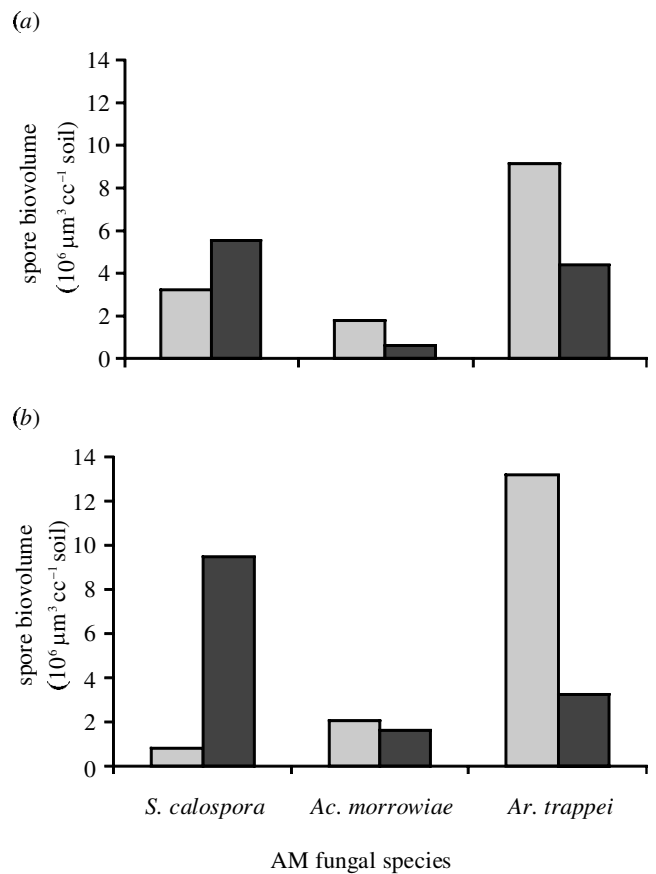 (a)
14
12
10
8
6
4
2
0
spore biovolume
(10⁶ μm³ cc⁻¹ soil)
(b)
14
12
10
8
6
4
2
0
spore biovolume
(10⁶ μm³ cc⁻¹ soil)
S. calospora Ac. morrowiae Ar. trappei
AM fungal species